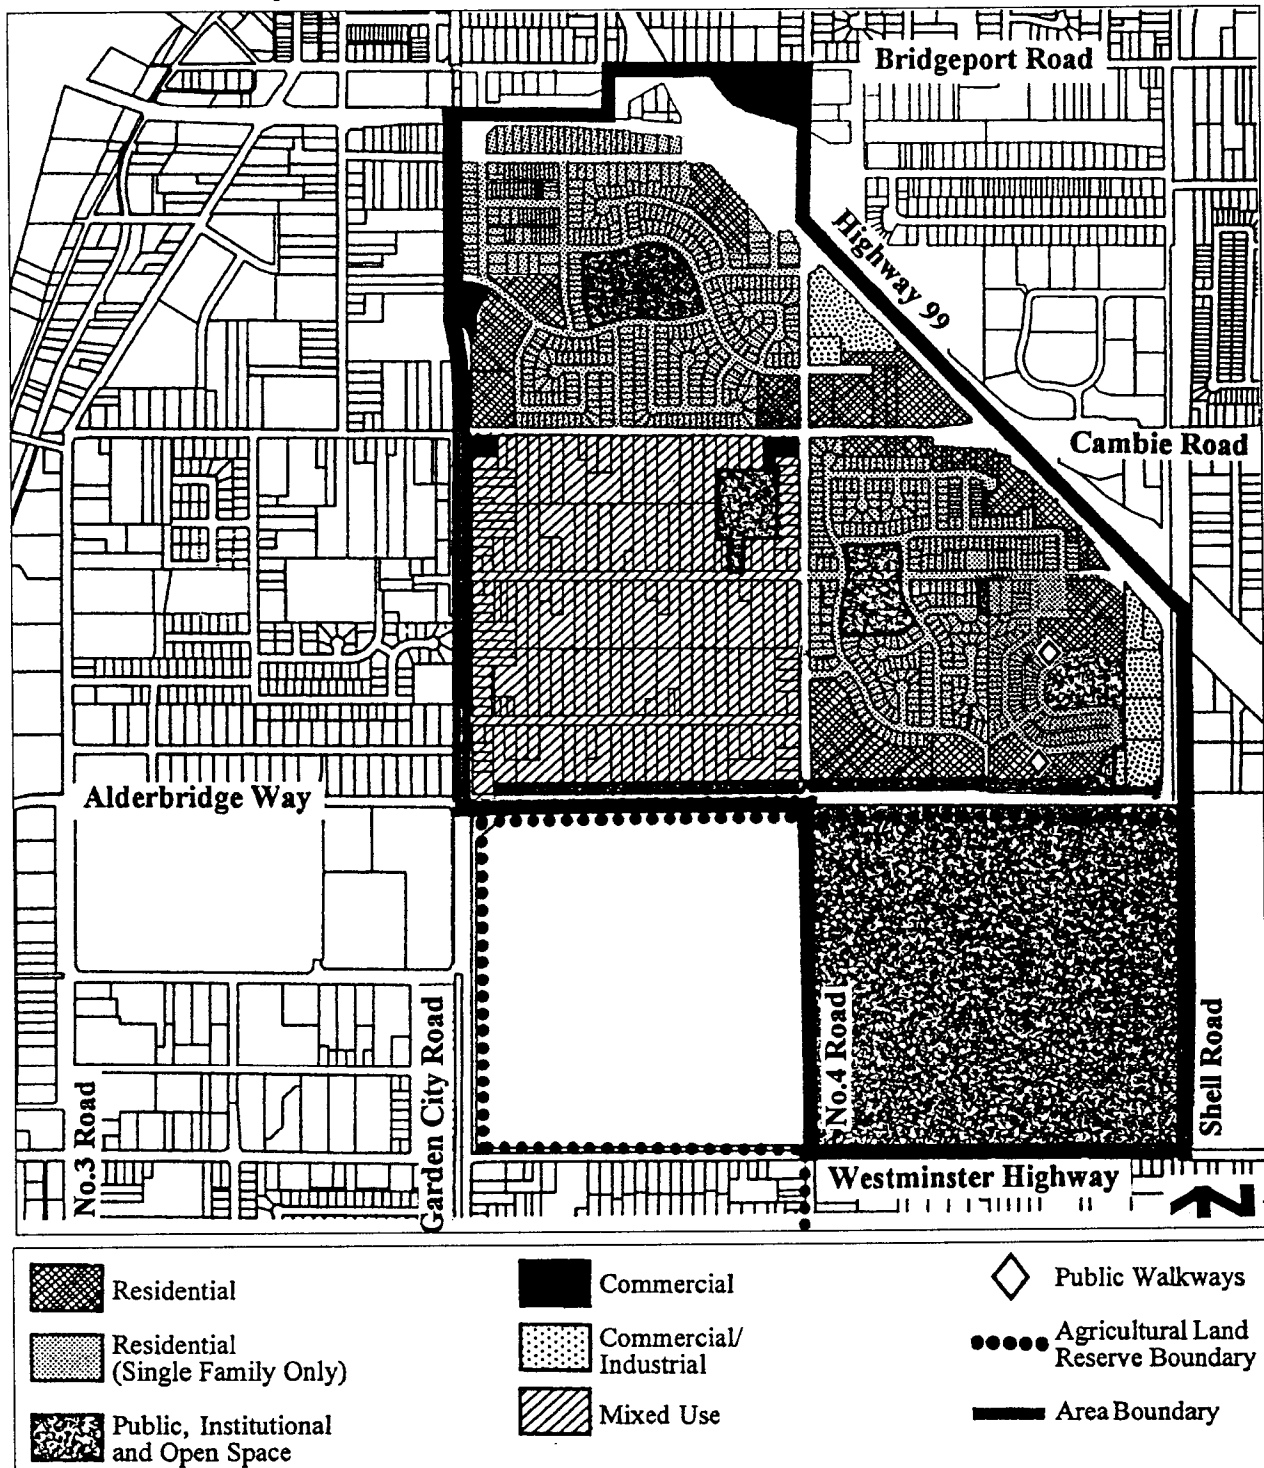 Bridgeport Road
Highway 99
Cambie Road
Alderbridge Way
No.3 Road
Garden City Road
No.4 Road
Shell Road
Westminster Highway
N
Residential
Residential
(Single Family Only)
Public, Institutional
and Open Space
Commercial
Commercial/
Industrial
Mixed Use
Public Walkways
Agricultural Land
Reserve Boundary
Area Boundary